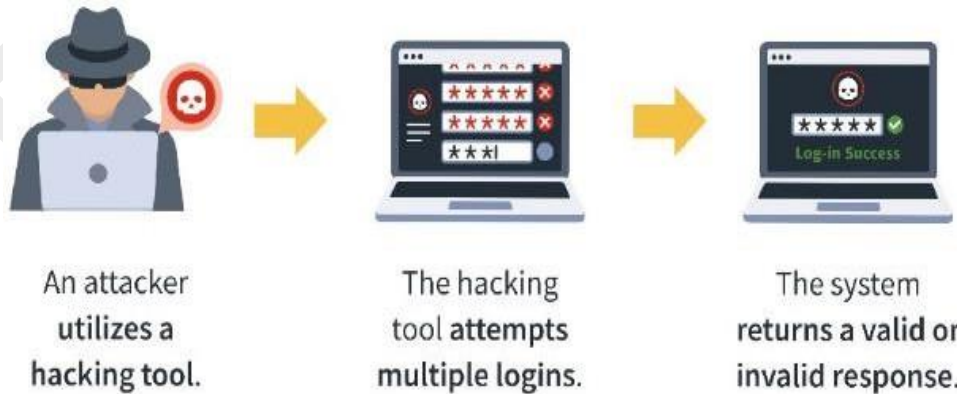 *****
*****
***
*****
Log-in Success
An attacker
utilizes a
hacking tool.
The hacking
tool attempts
multiple logins.
The system
returns a valid or
invalid response.